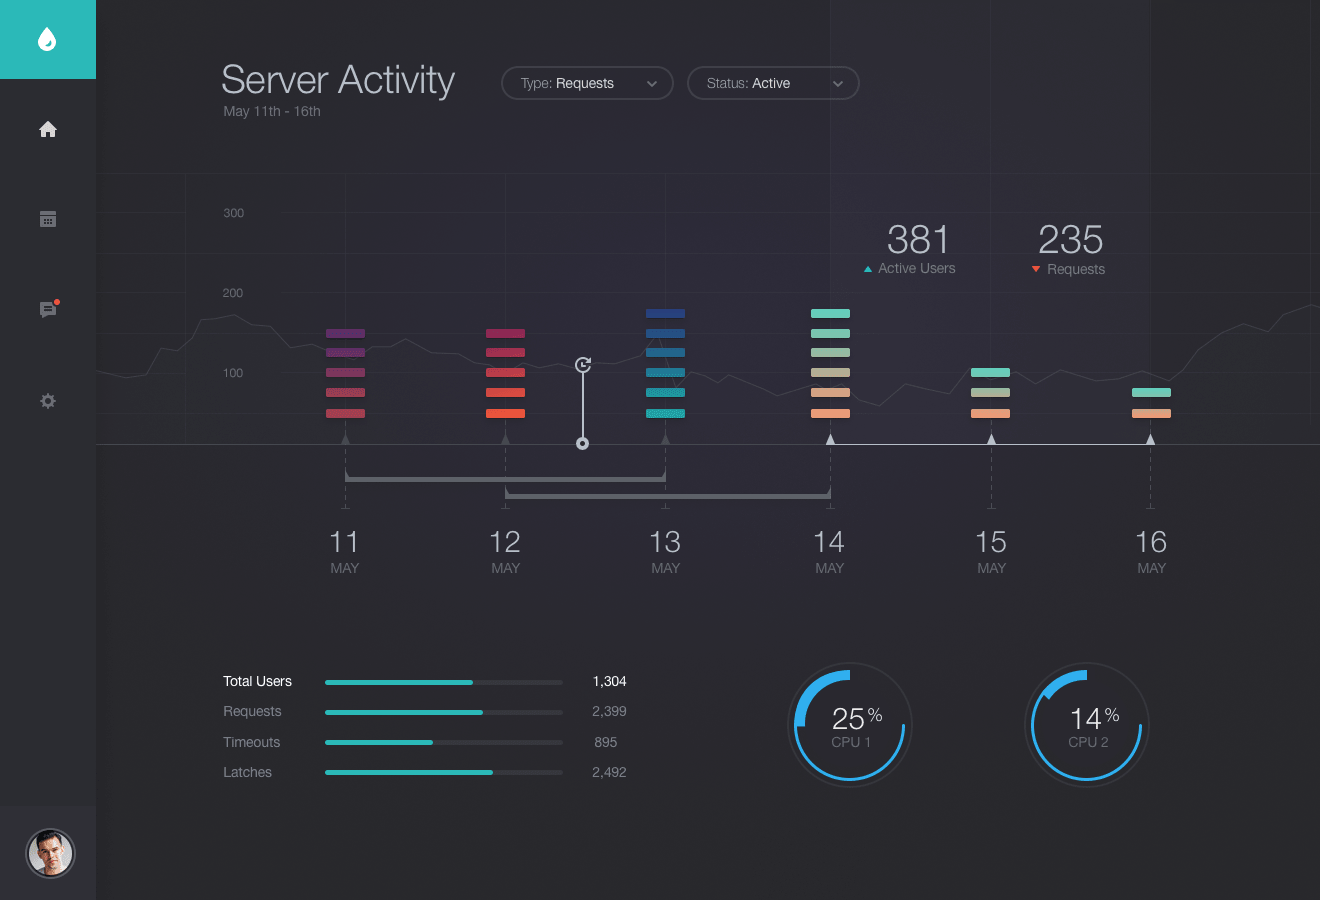 Server Activity
May 11th - 16th
Type: Requests
Status: Active
300
200
100
381
Active Users
235
Requests
11
MAY
12
MAY
13
MAY
14
MAY
15
MAY
16
MAY
Total Users 1,304
Requests 2,399
Timeouts 895
Latches 2,492
25%
CPU 1
14%
CPU 2